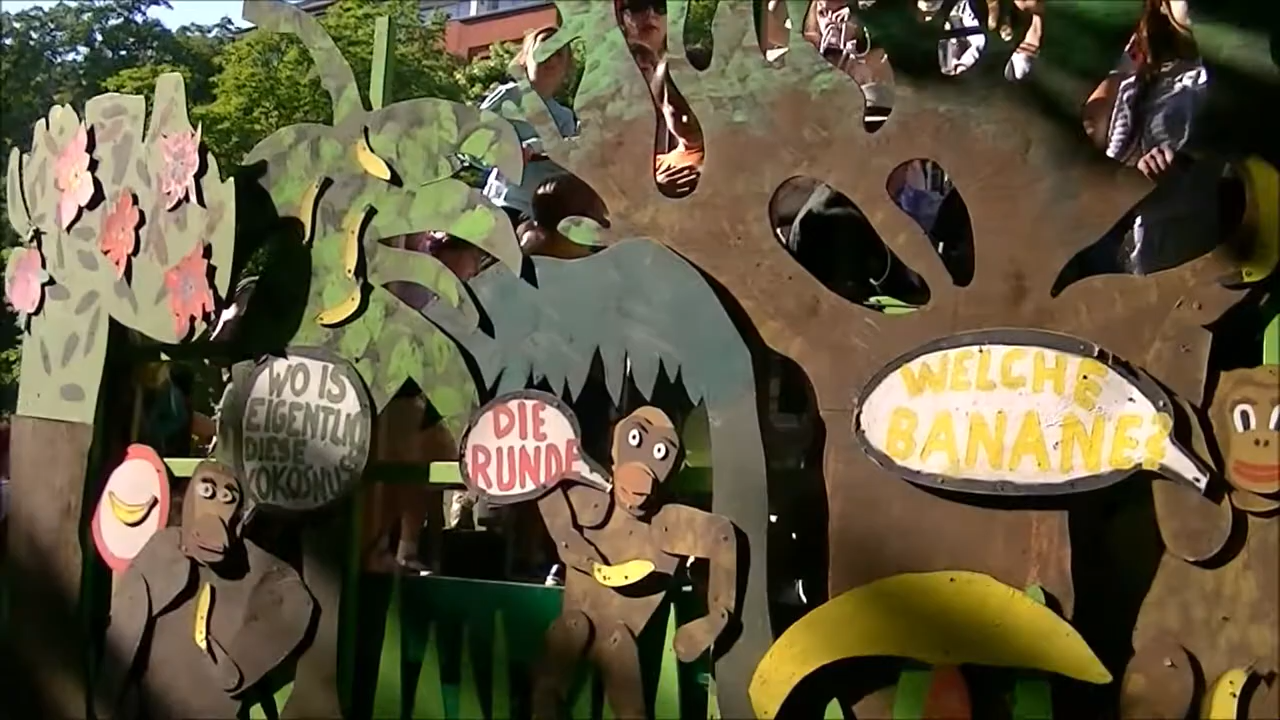 WO IS
EIGENTLICH
DIESE
KOKOSNUSS
DIE
RUNDE
WELCHE
BANANE?